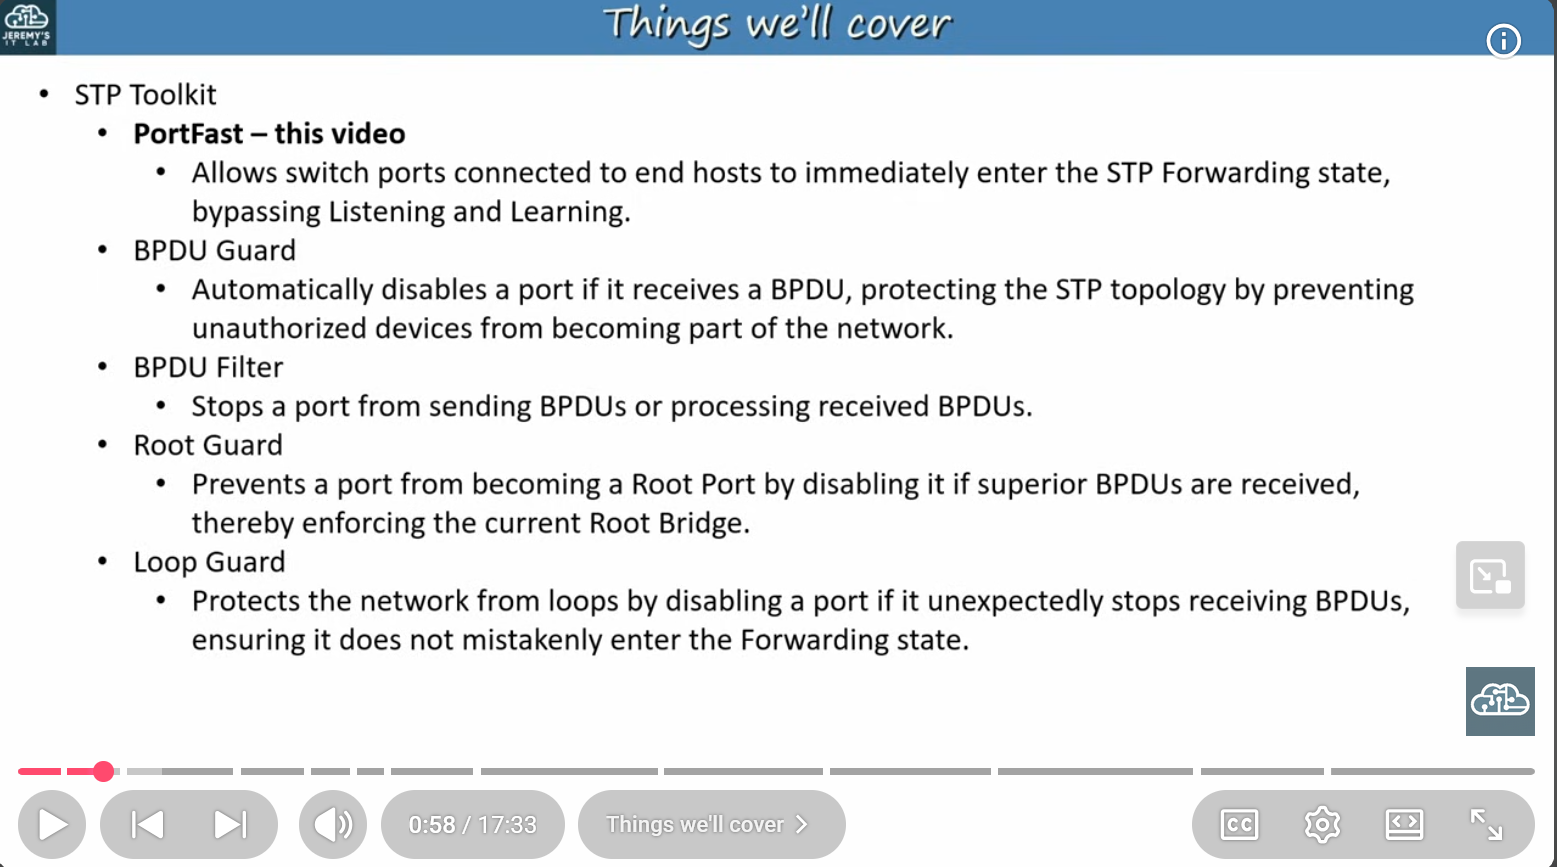 JEREMY'S
IT LAB
Things we'll cover
• STP Toolkit
• PortFast – this video
• Allows switch ports connected to end hosts to immediately enter the STP Forwarding state,
bypassing Listening and Learning.
• BPDU Guard
• Automatically disables a port if it receives a BPDU, protecting the STP topology by preventing
unauthorized devices from becoming part of the network.
• BPDU Filter
• Stops a port from sending BPDUs or processing received BPDUs.
• Root Guard
• Prevents a port from becoming a Root Port by disabling it if superior BPDUs are received,
thereby enforcing the current Root Bridge.
• Loop Guard
• Protects the network from loops by disabling a port if it unexpectedly stops receiving BPDUs,
ensuring it does not mistakenly enter the Forwarding state.
0:58 / 17:33 Things we'll cover CC